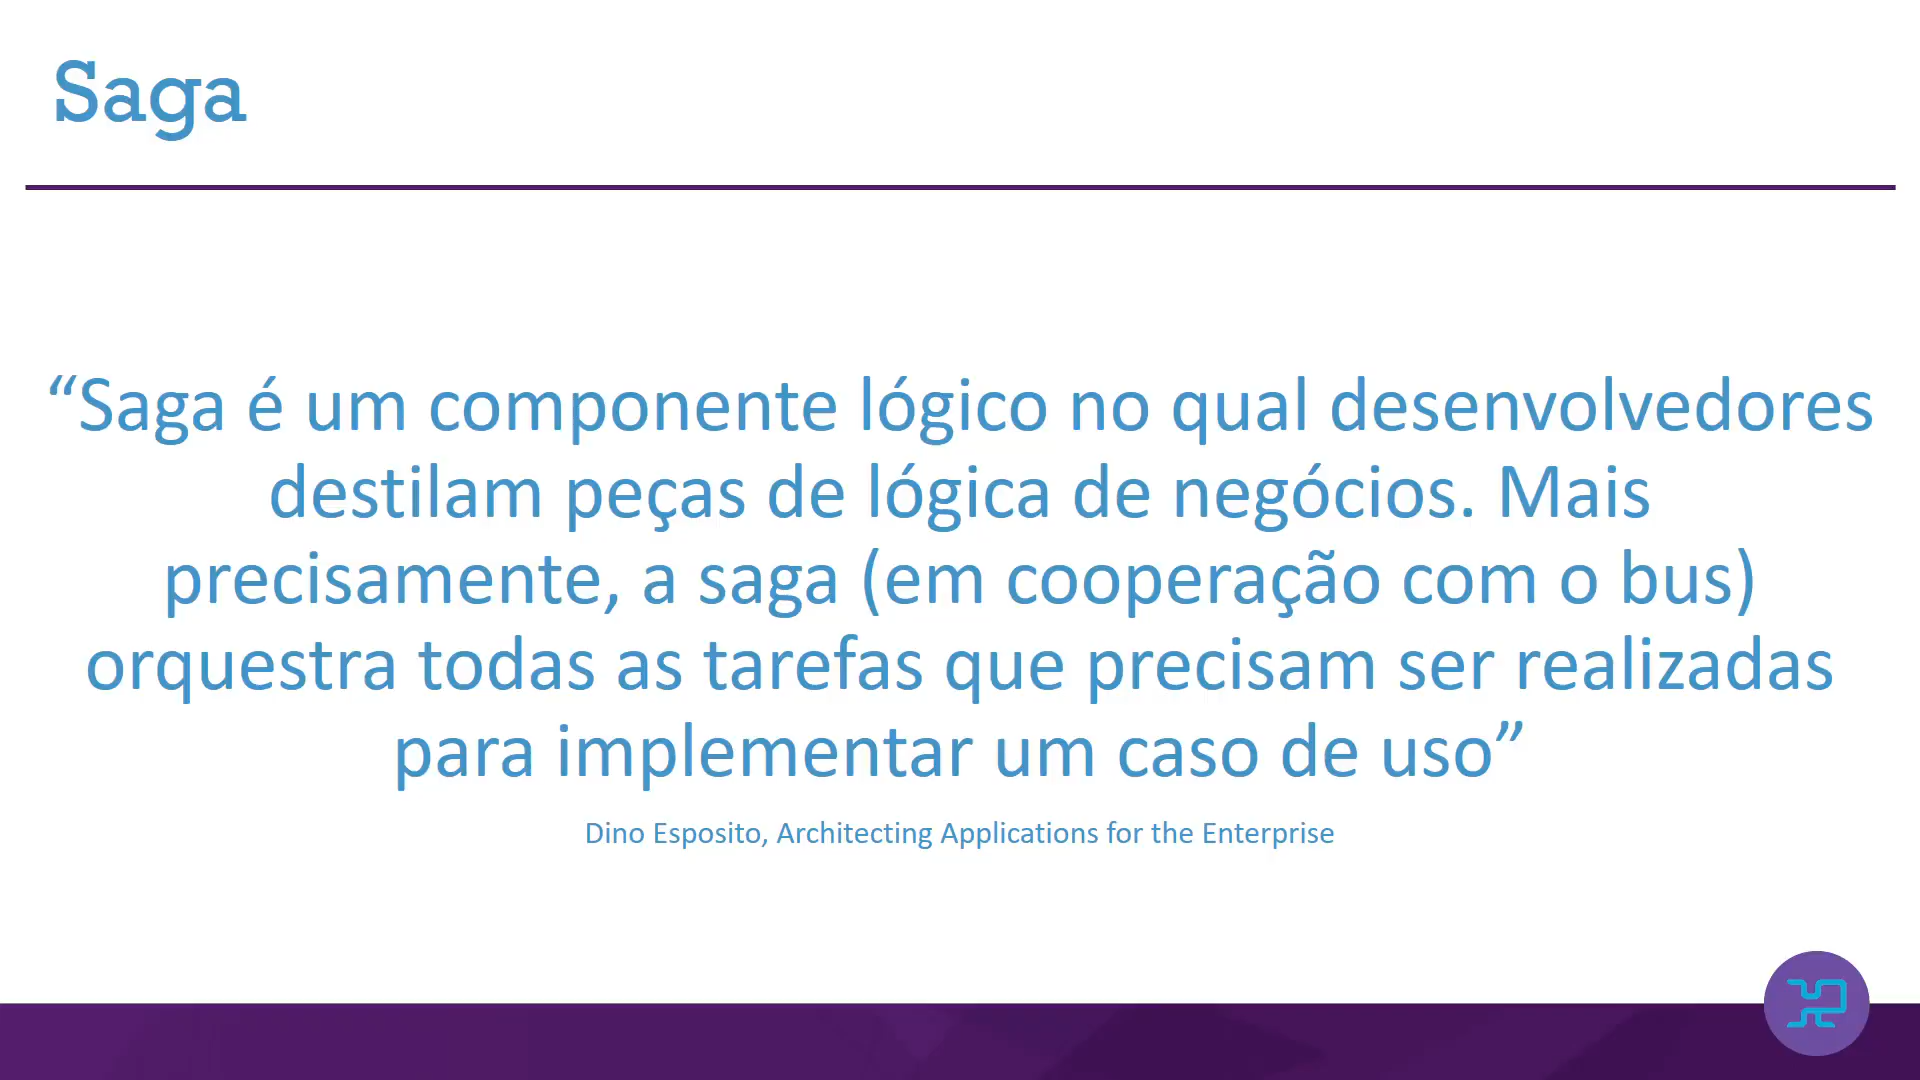 Saga
“Saga é um componente lógico no qual desenvolvedores
destilam peças de lógica de negócios. Mais
precisamente, a saga (em cooperação com o bus)
orquestra todas as tarefas que precisam ser realizadas
para implementar um caso de uso”
Dino Esposito, Architecting Applications for the Enterprise